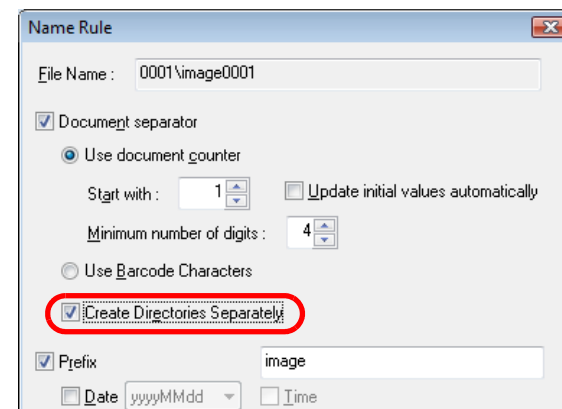 Name Rule
File Name : 0001\image0001
Document separator
Use document counter
Start with : 1 Update initial values automatically
Minimum number of digits : 4
Use Barcode Characters
Create Directories Separately
Prefix image
Date yyyyMMdd Time